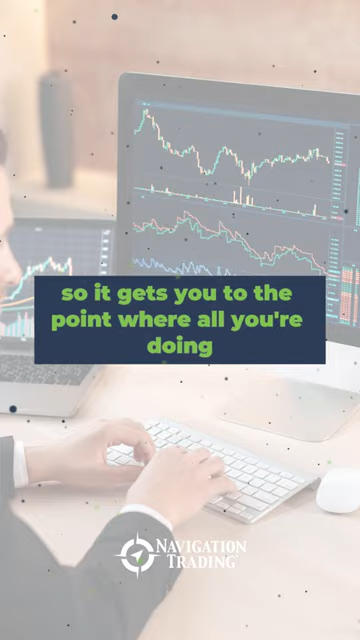 so it gets you to the
point where all you're
doing
NAVIGATION
TRADING